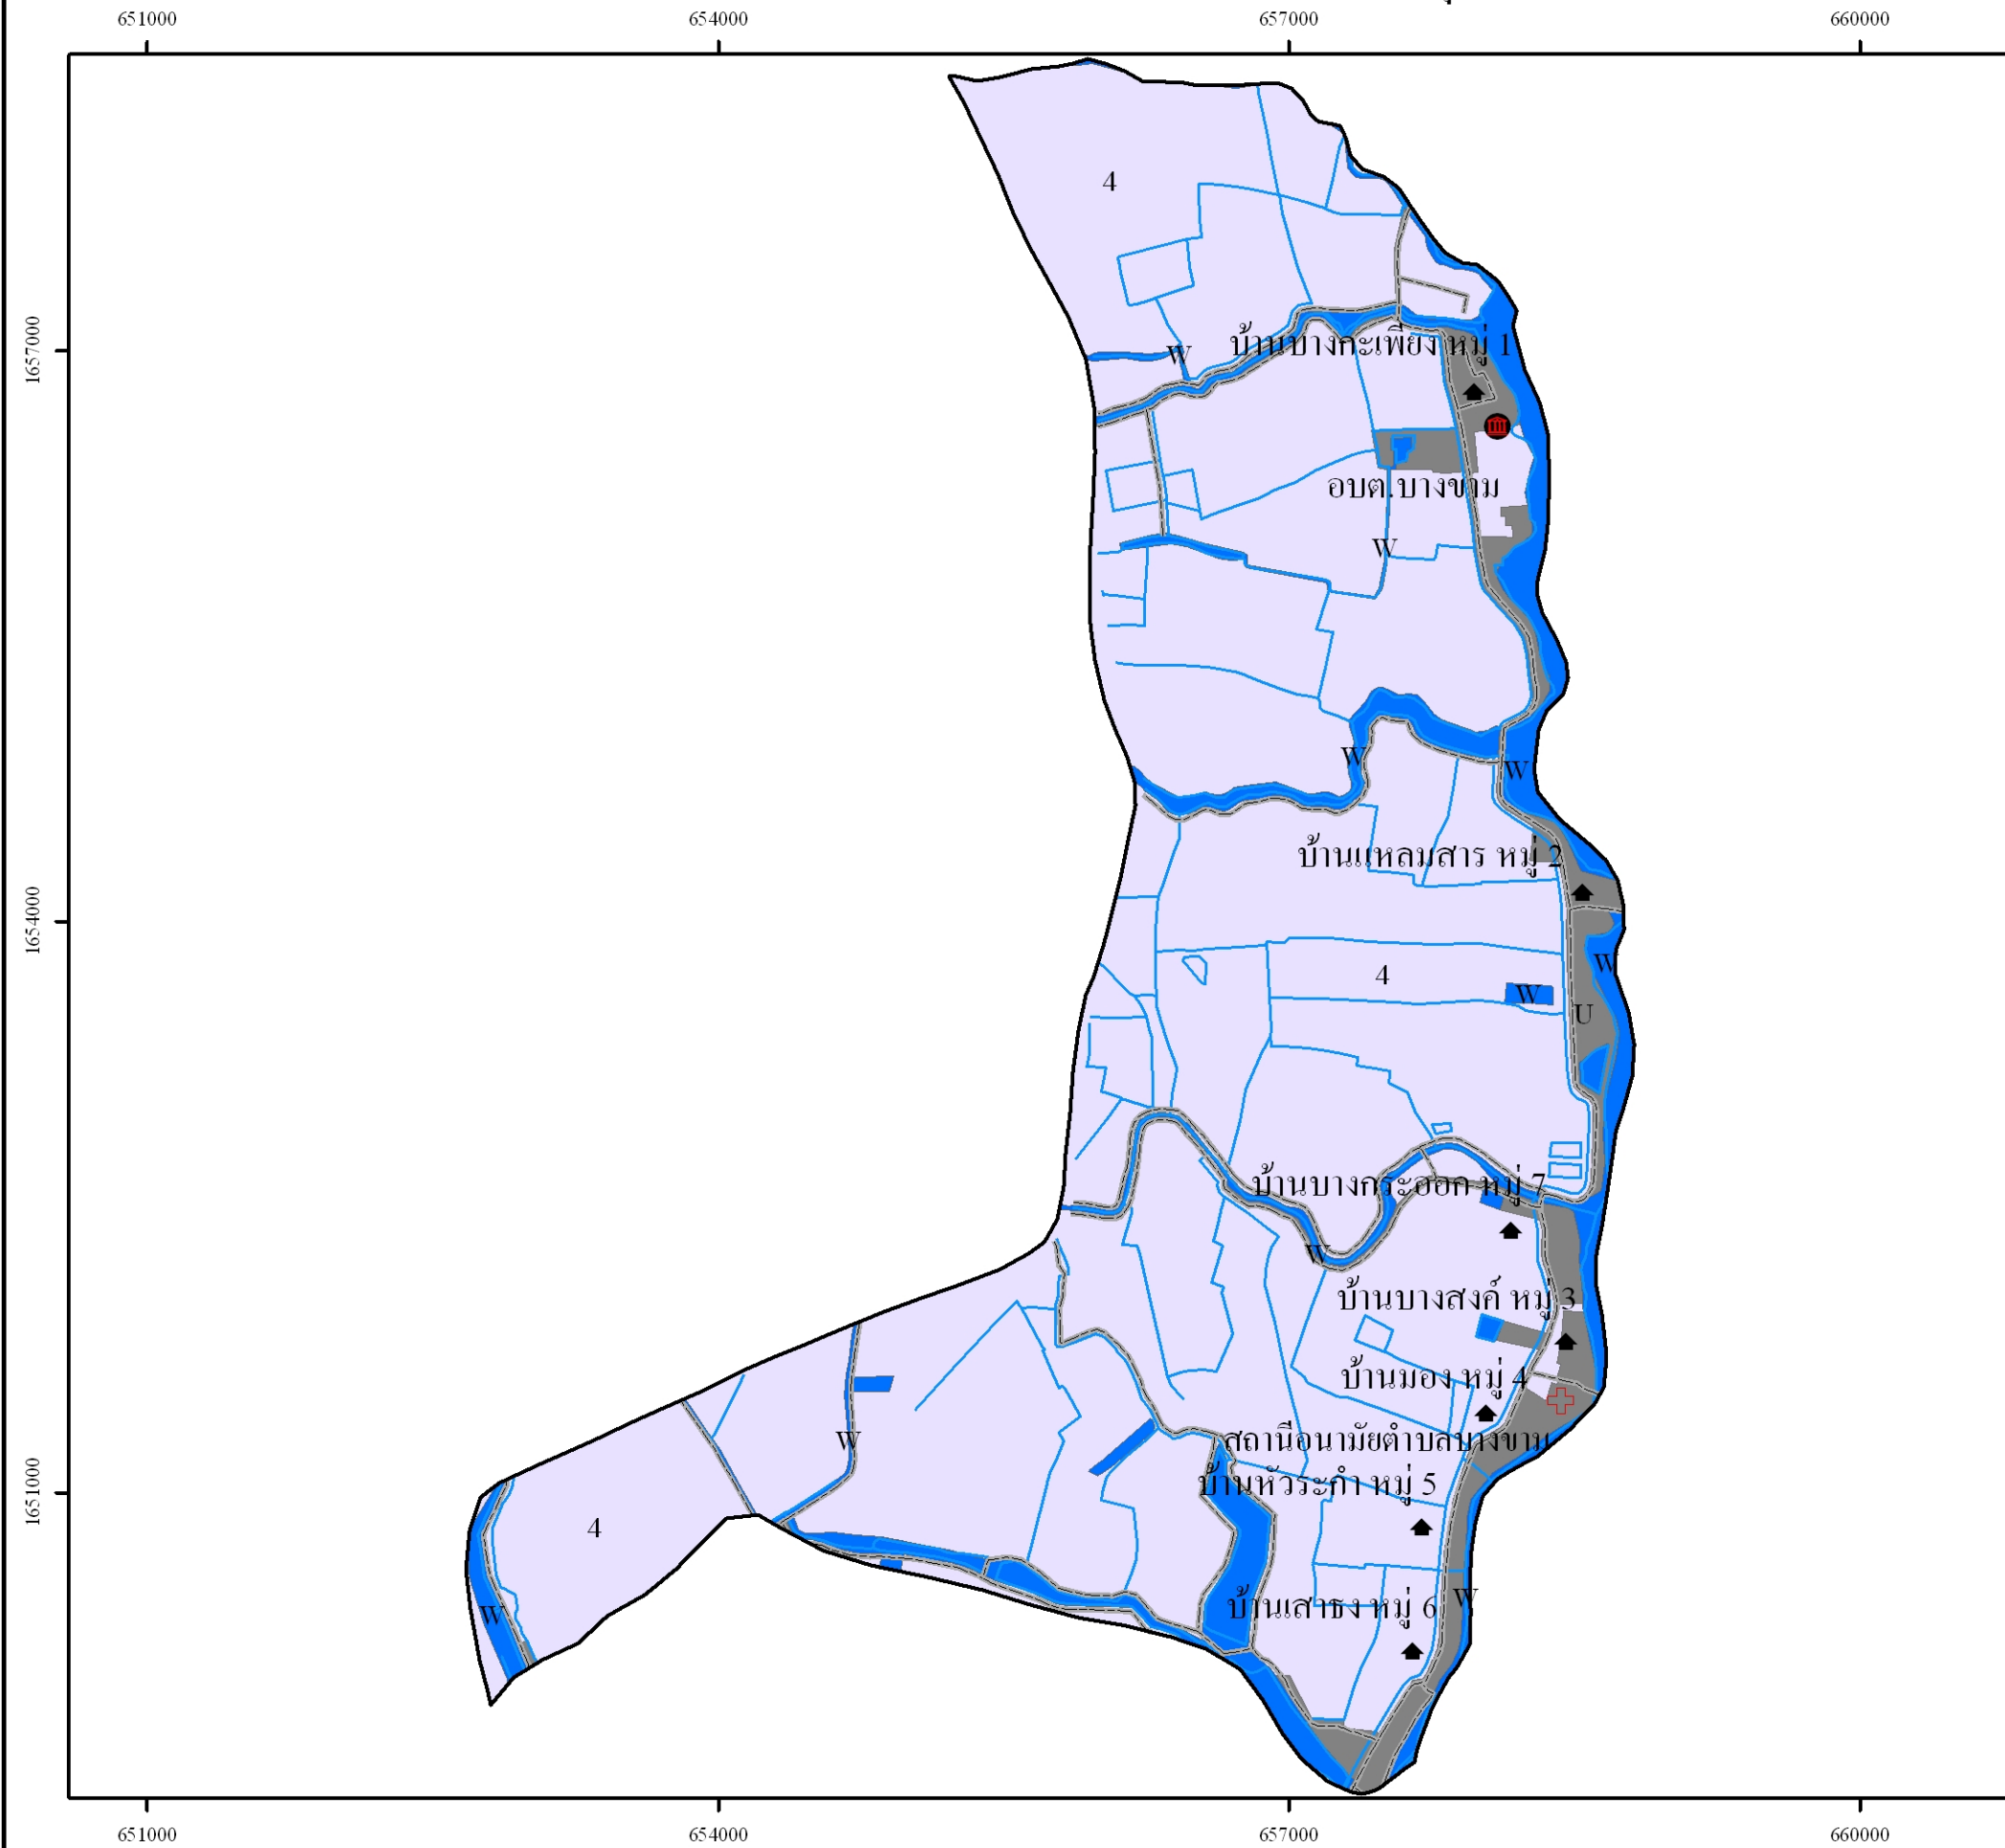 651000 654000 657000 660000
4
1657000
บ้านบางกะเพียง หมู่ 1
W
อบต.บางขาม
W
W
W
บ้านแหลมสาร หมู่ 2
1654000
W
4
W
U
บ้านบางกระออก หมู่ 7
W
บ้านบางสงค์ หมู่ 3
บ้านมอง หมู่ 4
W
สถานีอนามัยตำบลบางขาม
บ้านหัวระกำ หมู่ 5
1651000
4
W
บ้านเสาธง หมู่ 6
W
651000 654000 657000 660000